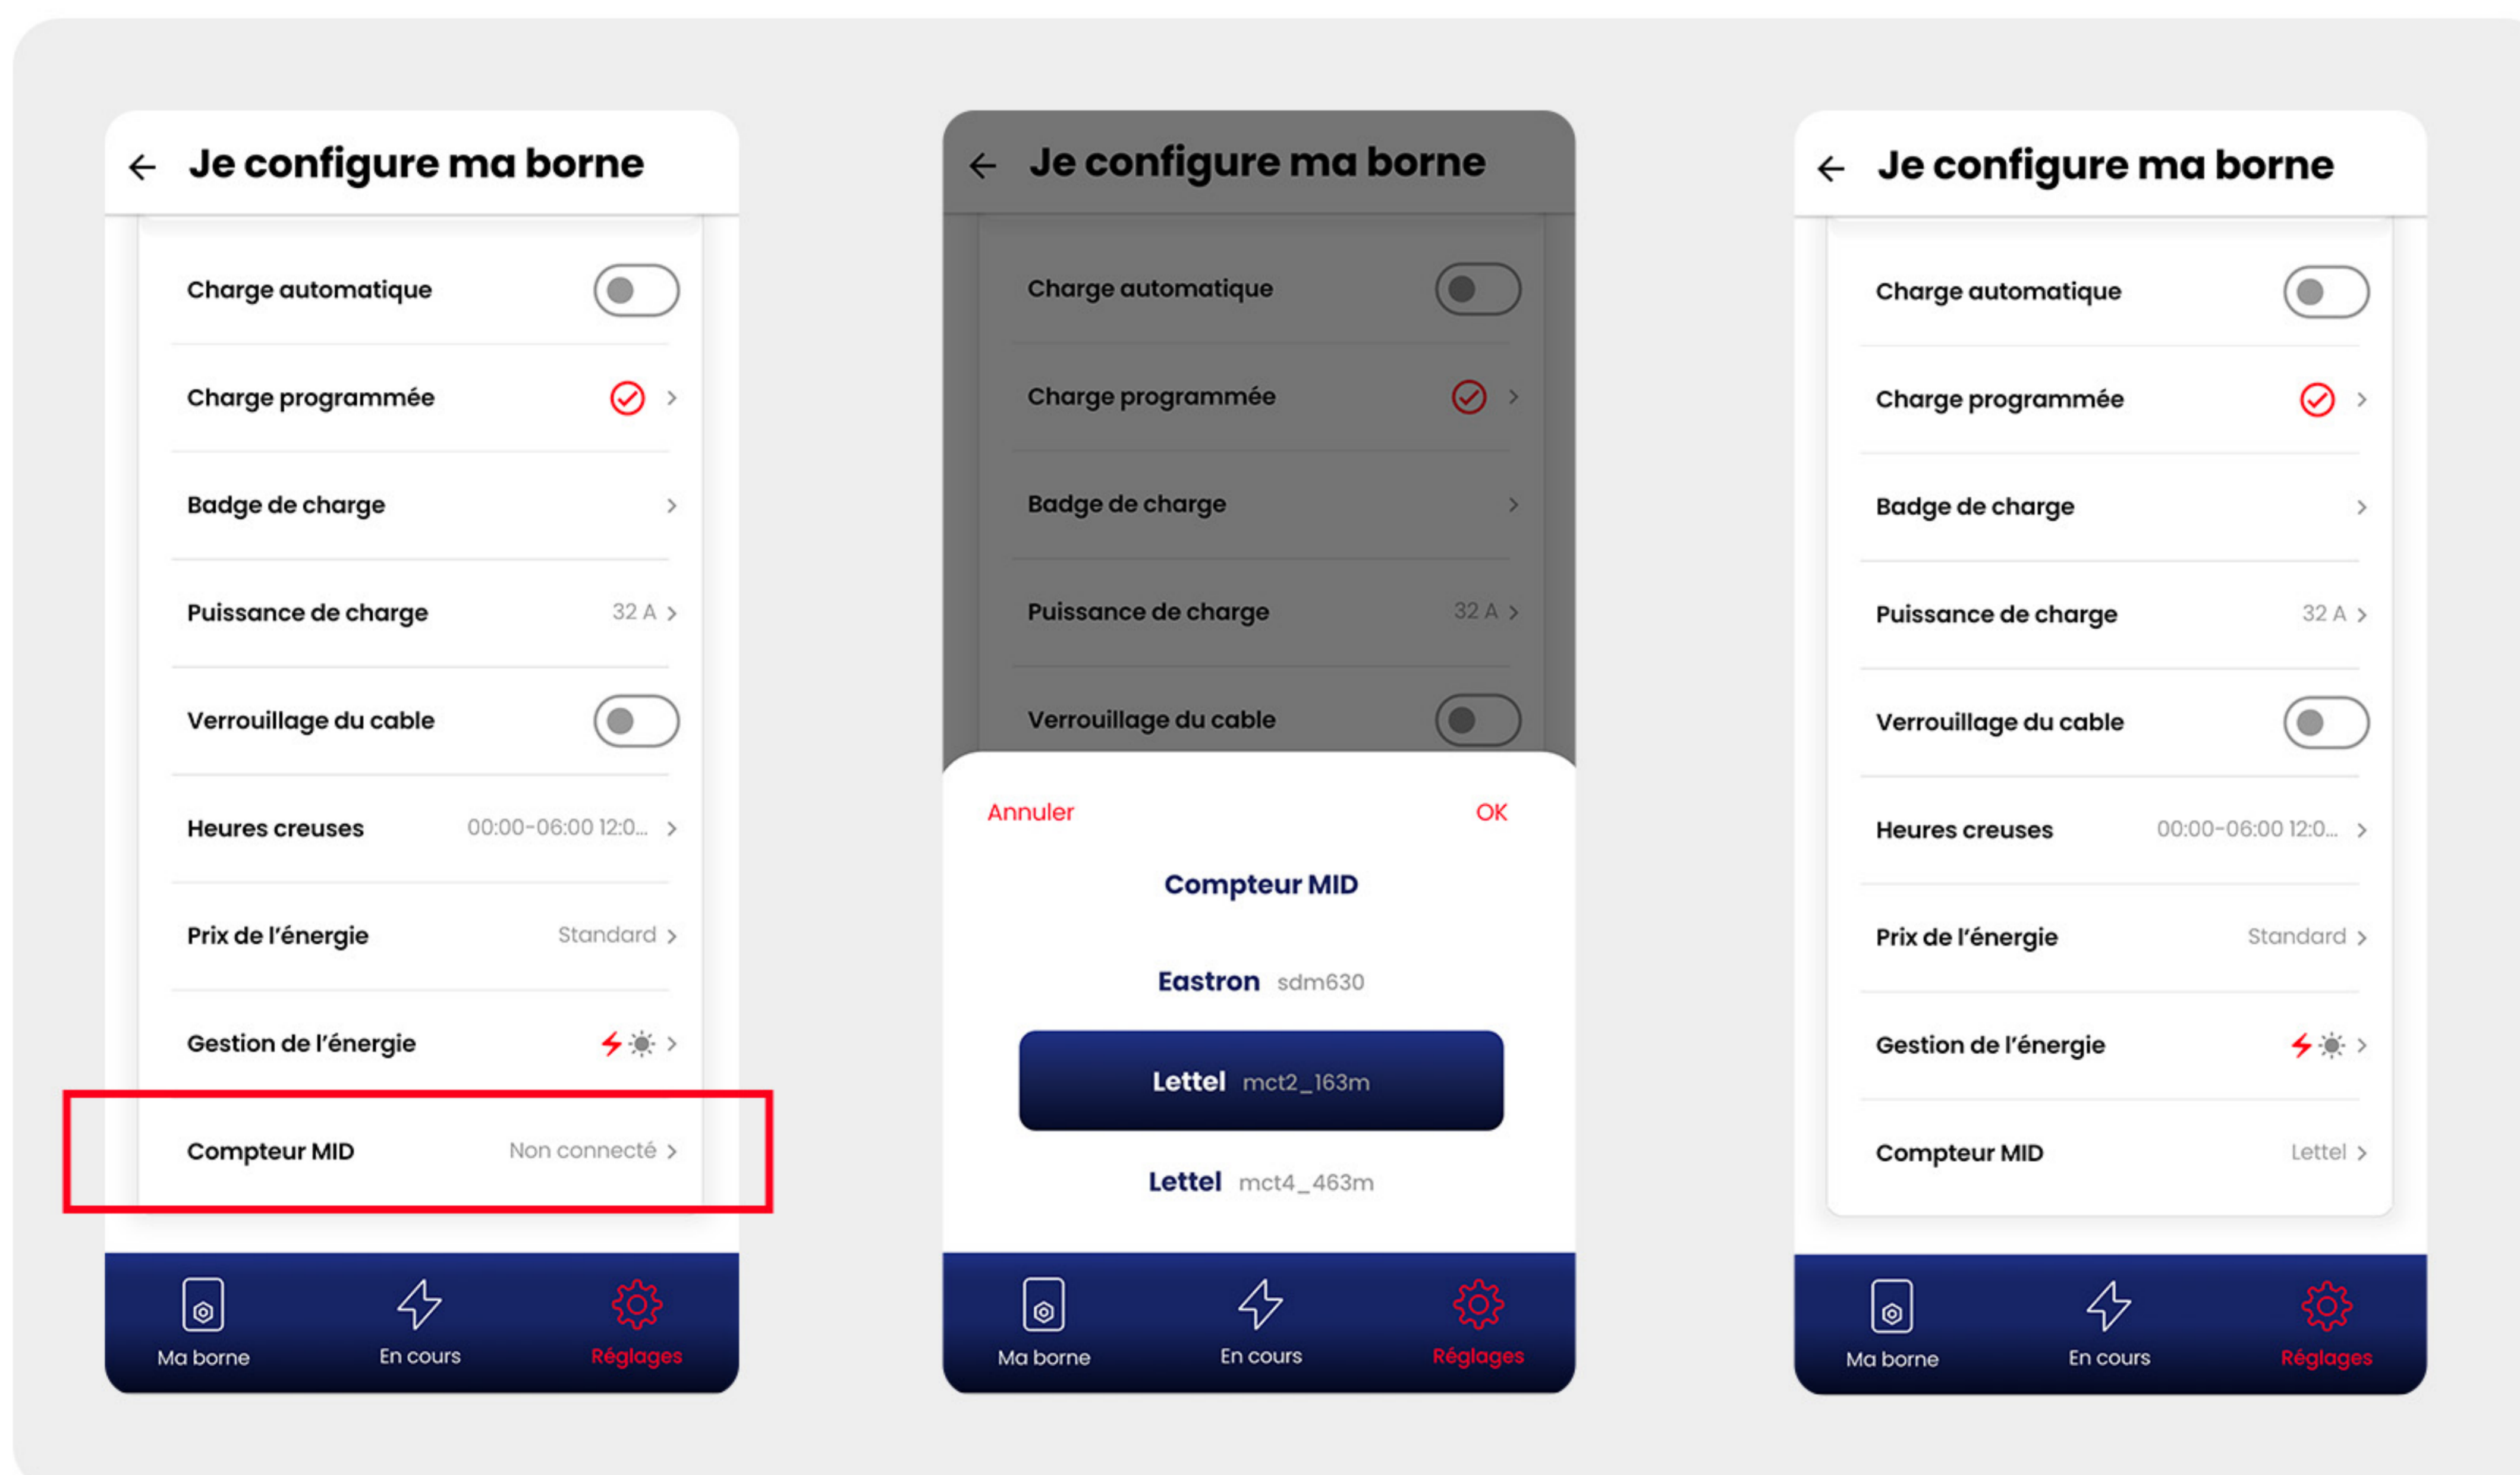 Je configure ma borne
Charge automatique
Charge programmée
Badge de charge
Puissance de charge 32 A
Verrouillage du cable
Heures creuses 00:00-06:00 12:0...
Prix de l'énergie Standard
Gestion de l'énergie
Compteur MID Non connecté
Ma borne En cours Réglages
Je configure ma borne
Charge automatique
Charge programmée
Badge de charge
Puissance de charge 32 A
Verrouillage du cable
Annuler OK
Compteur MID
Eastron sdm630
Lettel mct2_163m
Lettel mct4_463m
Ma borne En cours Réglages
Je configure ma borne
Charge automatique
Charge programmée
Badge de charge
Puissance de charge 32 A
Verrouillage du cable
Heures creuses 00:00-06:00 12:0...
Prix de l'énergie Standard
Gestion de l'énergie
Compteur MID Lettel
Ma borne En cours Réglages